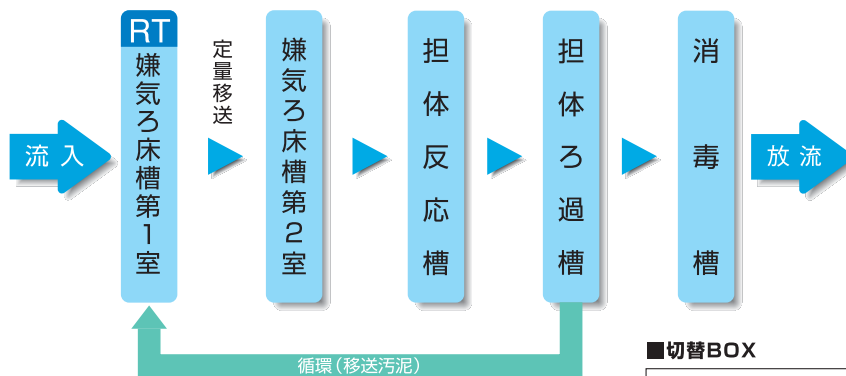 流入
RT
嫌気ろ床槽第1室
定量移送
嫌気ろ床槽第2室
担体反応槽
担体ろ過槽
消毒槽
放流
循環(移送汚泥)
■切替BOX